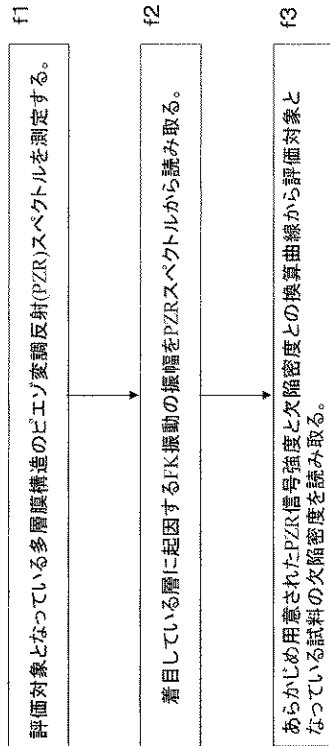 評価対象となっている多層膜構造のピエゾ変調反射(PZR)スペクトルを測定する。
f1
着目している層に起因するFK振動の振幅をPZRスペクトルから読み取る。
f2
あらかじめ用意されたPZR信号強度と欠陥密度との換算曲線から評価対象と
なっている試料の欠陥密度を読み取る。
f3